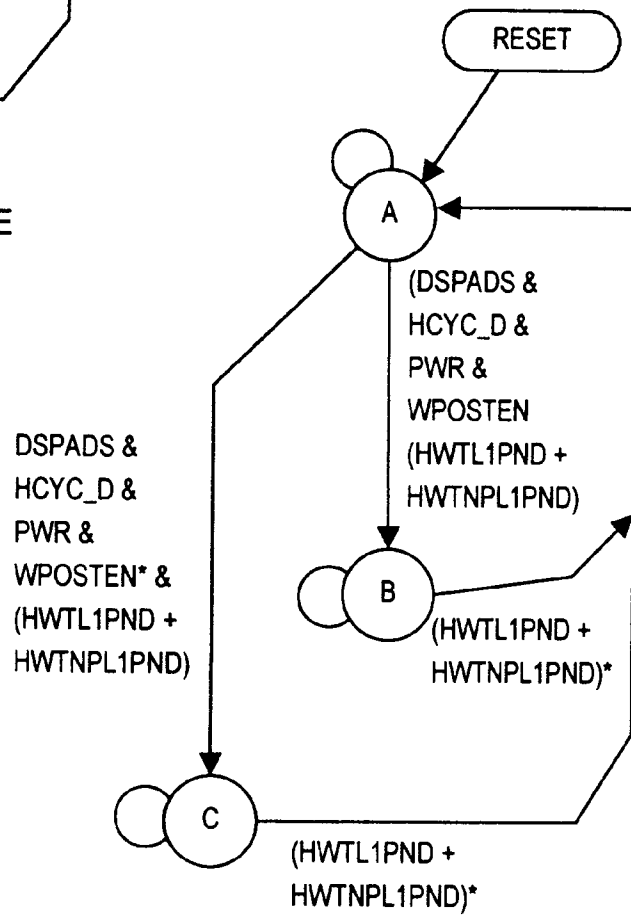 RESET
E
A
(DSPADS &
HCYC_D &
PWR &
WPOSTEN
(HWTL1PND +
HWTNPL1PND)
DSPADS &
HCYC_D &
PWR &
WPOSTEN* &
(HWTL1PND +
HWTNPL1PND)
B
(HWTL1PND +
HWTNPL1PND)*
C
(HWTL1PND +
HWTNPL1PND)*